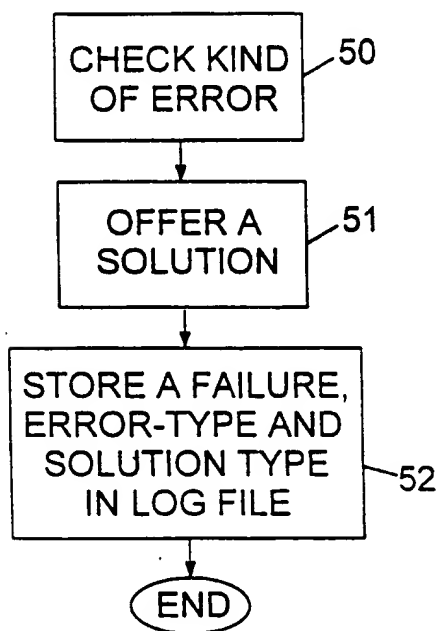 CHECK KIND
OF ERROR
50
OFFER A
SOLUTION
51
STORE A FAILURE,
ERROR-TYPE AND
SOLUTION TYPE
IN LOG FILE
52
END